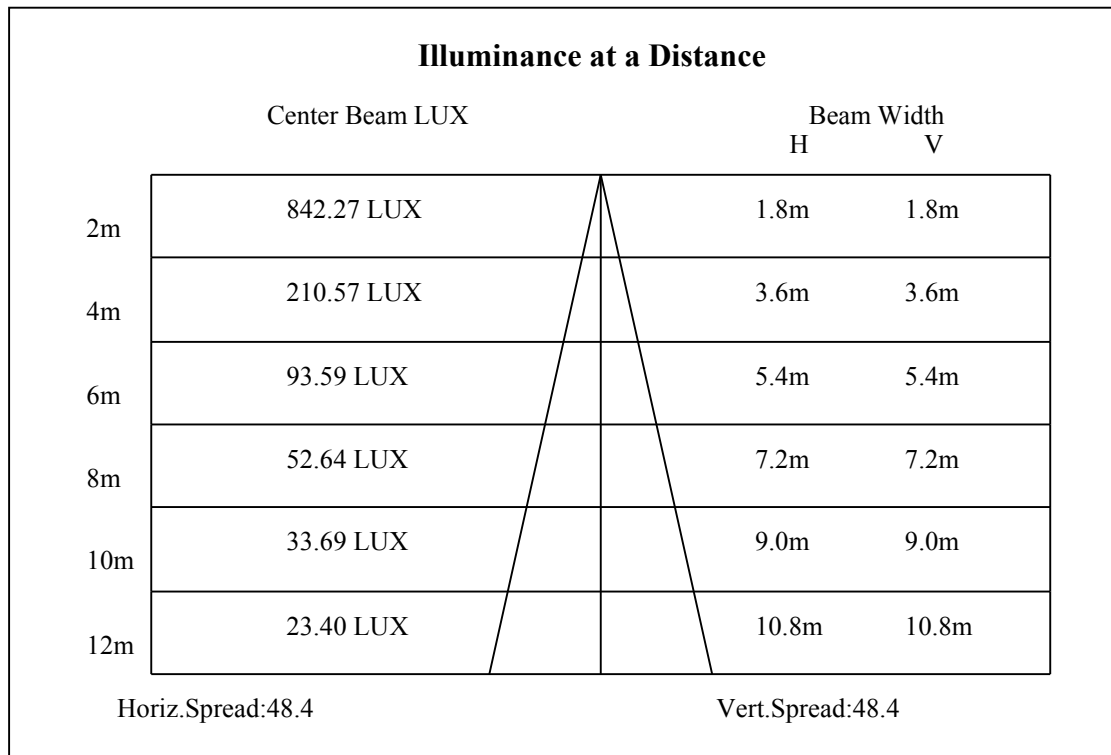 Illuminance at a Distance
Center Beam LUX Beam Width
H V
2m 842.27 LUX 1.8m 1.8m
4m 210.57 LUX 3.6m 3.6m
6m 93.59 LUX 5.4m 5.4m
8m 52.64 LUX 7.2m 7.2m
10m 33.69 LUX 9.0m 9.0m
12m 23.40 LUX 10.8m 10.8m
Horiz.Spread:48.4 Vert.Spread:48.4